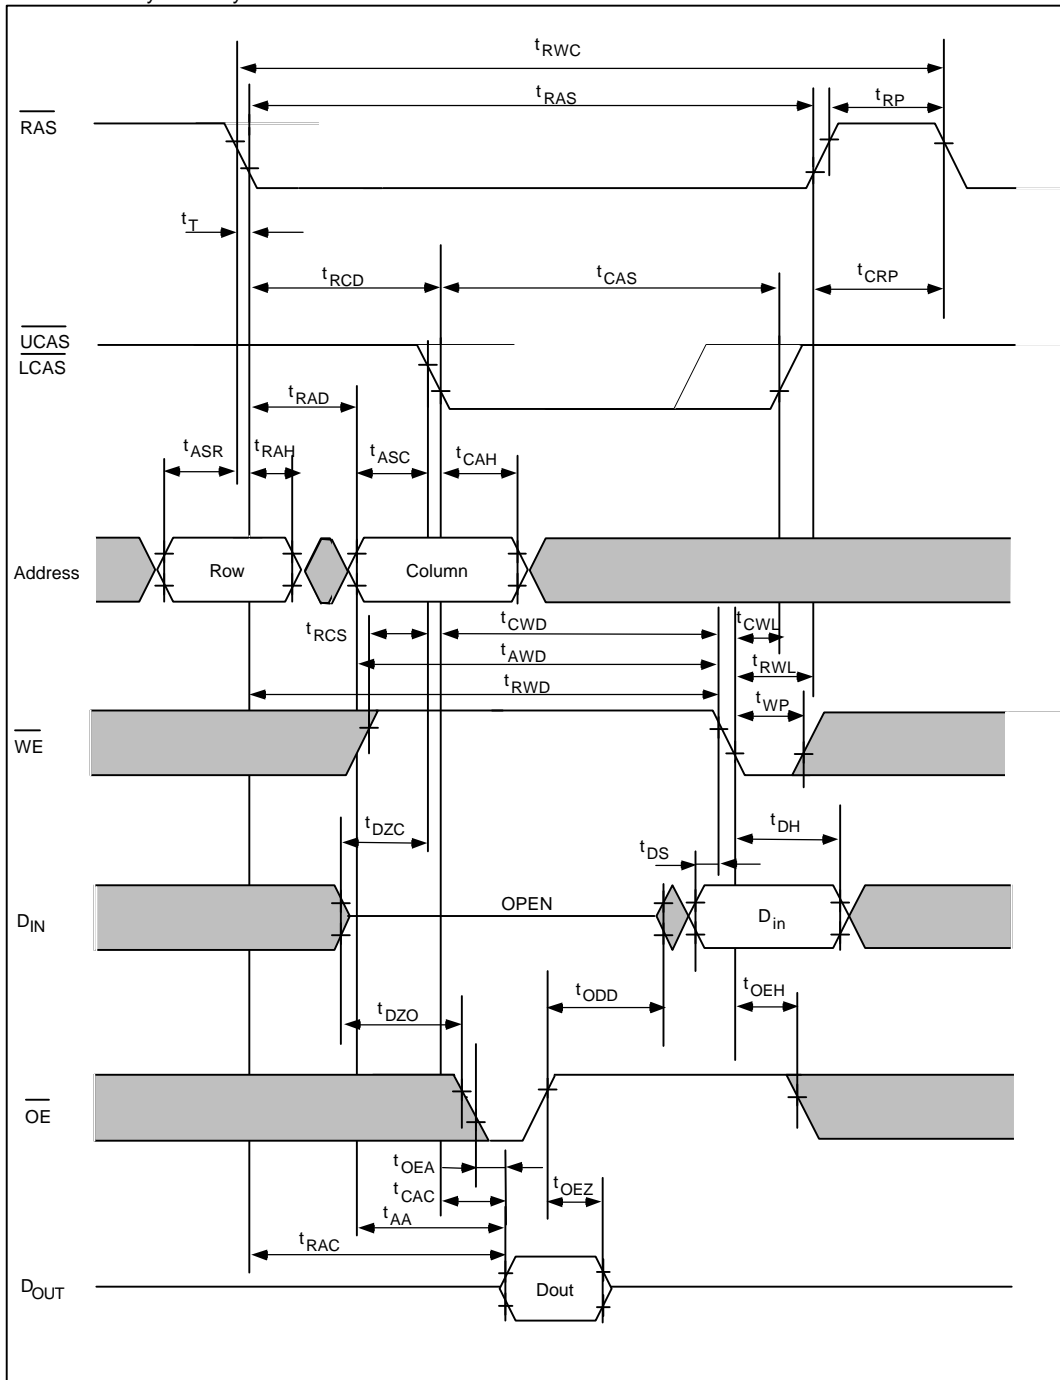 tRWC
tRAS
tRP
RAS
tT
tRCD
tCAS
tCRP
UCAS
LCAS
tRAD
tASR
tRAH
tASC
tCAH
Address
Row
Column
tRCS
tCWD
tCWL
tAWD
tRWL
tRWD
tWP
WE
tDZC
tDH
tDS
DIN
OPEN
Din
tDZO
tODD
tOEH
OE
tOEA
tCAC
tOEZ
tAA
tRAC
DOUT
Dout